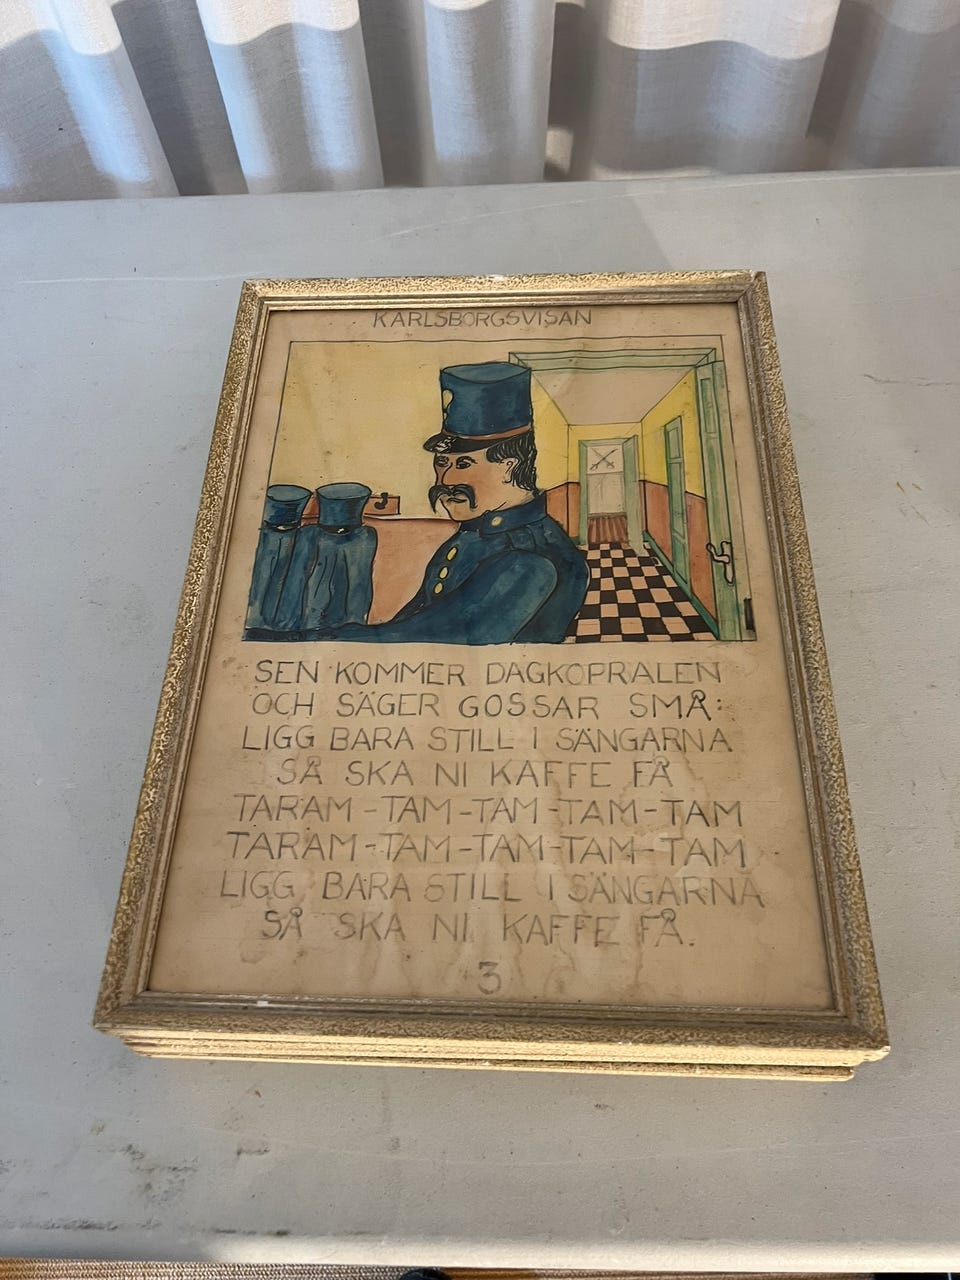 KARLSBORGSVISAN
SEN KOMMER DAGKOPRALEN
OCH SÄGER GOSSAR SMÅ:
LIGG BARA STILL I SÄNGARNA
SÅ SKA NI KAFFE FÅ
TARAM-TAM-TAM-TAM-TAM
TARAM-TAM-TAM-TAM-TAM
LIGG BARA STILL I SÄNGARNA
SÅ SKA NI KAFFE FÅ.
3